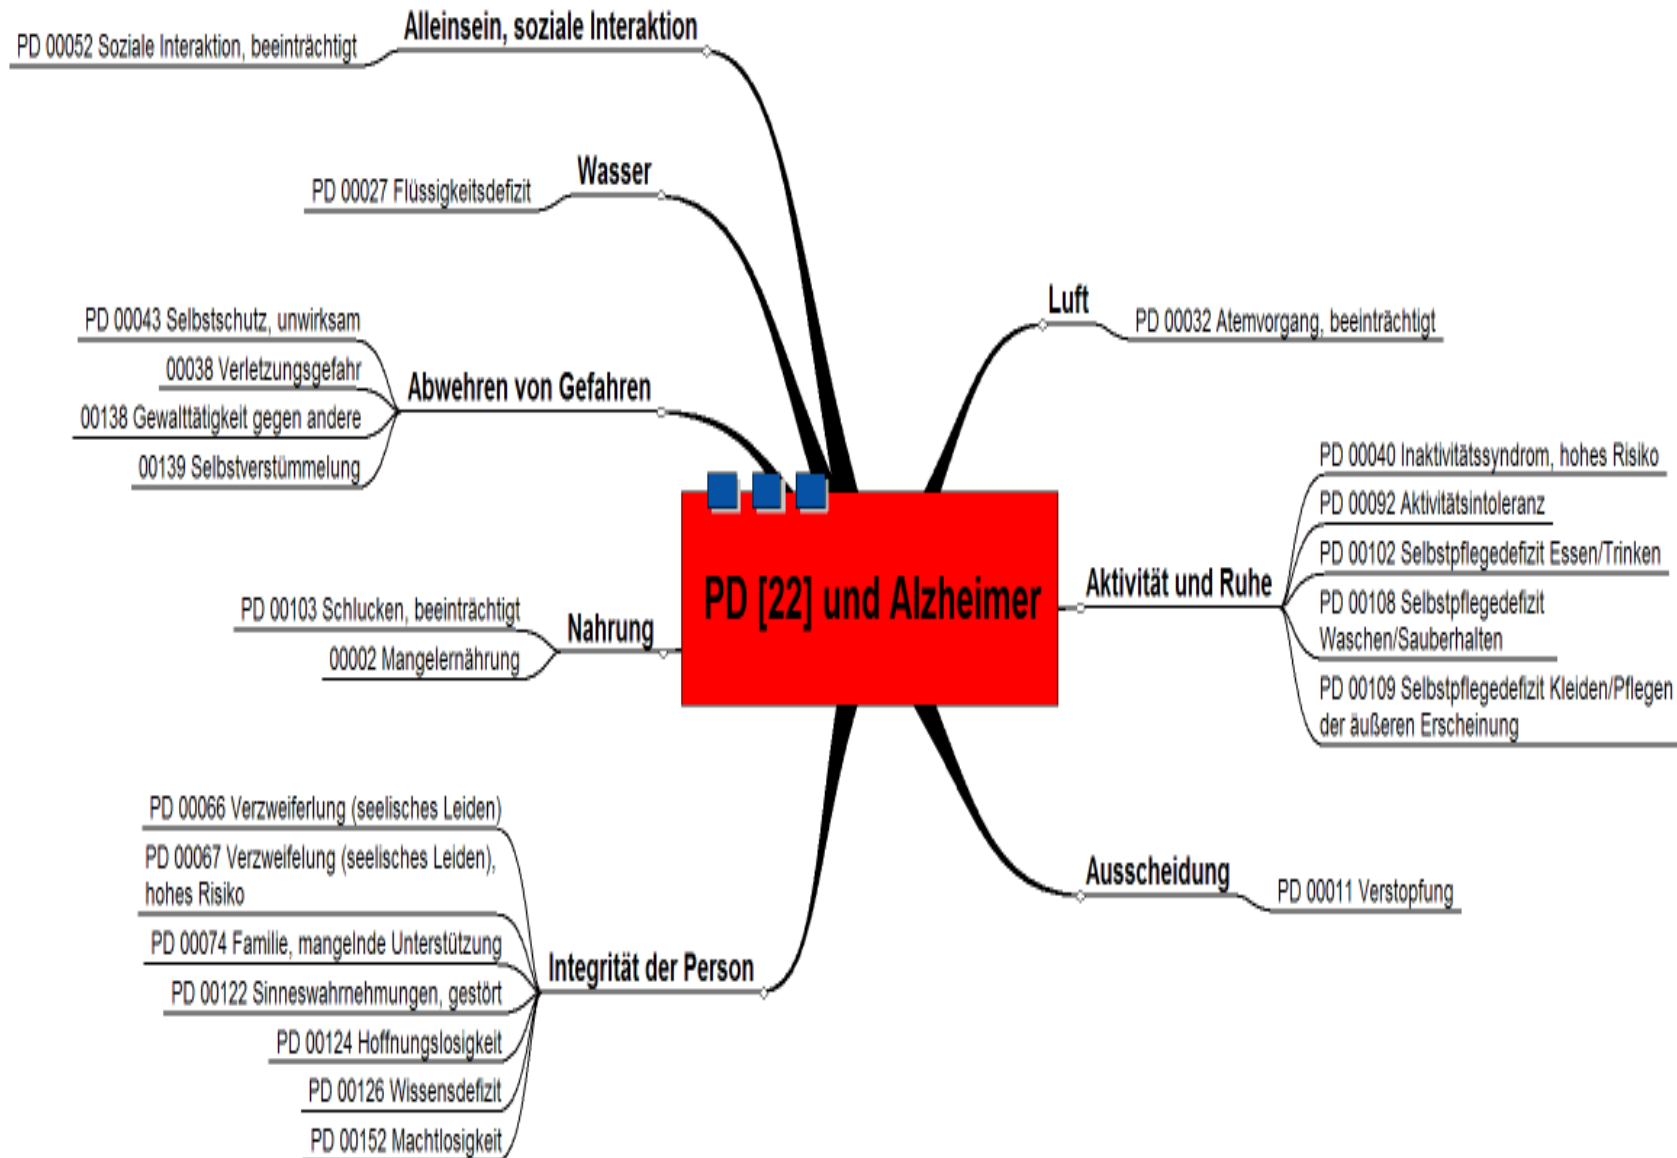 Alleinsein, soziale Interaktion
PD 00052 Soziale Interaktion, beeinträchtigt
Wasser
PD 00027 Flüssigkeitsdefizit
Abwehren von Gefahren
PD 00043 Selbstschutz, unwirksam
00038 Verletzungsgefahr
00138 Gewalttätigkeit gegen andere
00139 Selbstverstümmelung
Nahrung
PD 00103 Schlucken, beeinträchtigt
00002 Mangelernährung
Integrität der Person
PD 00066 Verzweiferlung (seelisches Leiden)
PD 00067 Verzweifelung (seelisches Leiden),
hohes Risiko
PD 00074 Familie, mangelnde Unterstützung
PD 00122 Sinneswahrnehmungen, gestört
PD 00124 Hoffnungslosigkeit
PD 00126 Wissensdefizit
PD 00152 Machtlosigkeit
PD [22] und Alzheimer
Luft
PD 00032 Atemvorgang, beeinträchtigt
Aktivität und Ruhe
PD 00040 Inaktivitätssyndrom, hohes Risiko
PD 00092 Aktivitätsintoleranz
PD 00102 Selbstpflegedefizit Essen/Trinken
PD 00108 Selbstpflegedefizit
Waschen/Sauberhalten
PD 00109 Selbstpflegedefizit Kleiden/Pflegen
der äußeren Erscheinung
Ausscheidung
PD 00011 Verstopfung